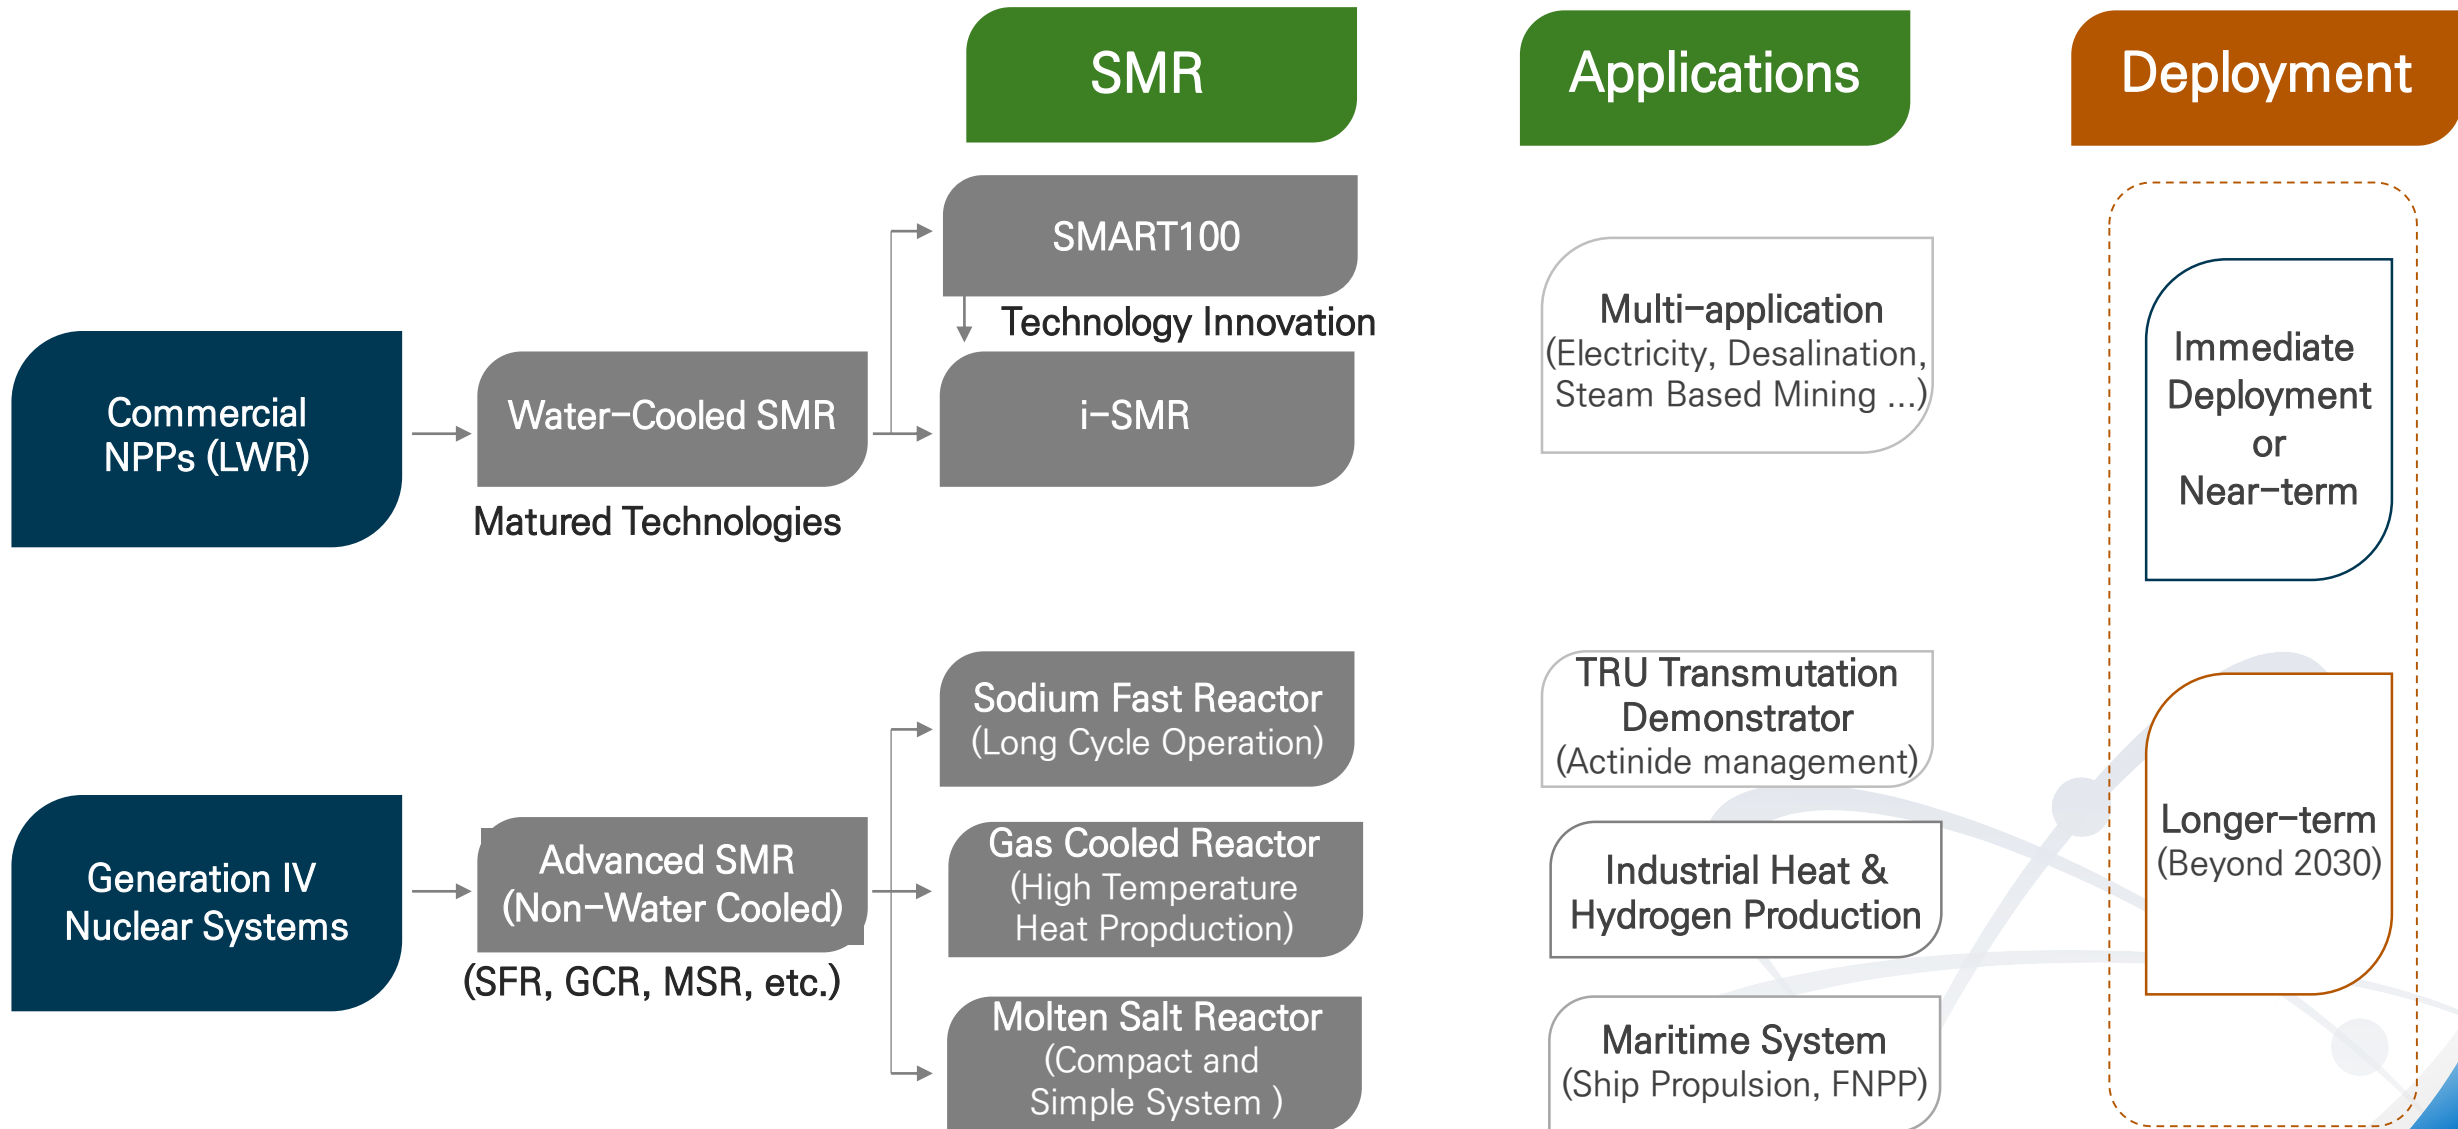 SMR
Applications
Deployment
SMART100
Technology Innovation
Commercial
NPPs (LWR)
Water-Cooled SMR
Matured Technologies
i-SMR
Multi-application
(Electricity, Desalination,
Steam Based Mining ...)
Immediate
Deployment
or
Near-term
Generation IV
Nuclear Systems
Advanced SMR
(Non-Water Cooled)
(SFR, GCR, MSR, etc.)
Sodium Fast Reactor
(Long Cycle Operation)
Gas Cooled Reactor
(High Temperature
Heat Propduction)
Molten Salt Reactor
(Compact and
Simple System )
TRU Transmutation
Demonstrator
(Actinide management)
Industrial Heat &
Hydrogen Production
Maritime System
(Ship Propulsion, FNPP)
Longer-term
(Beyond 2030)